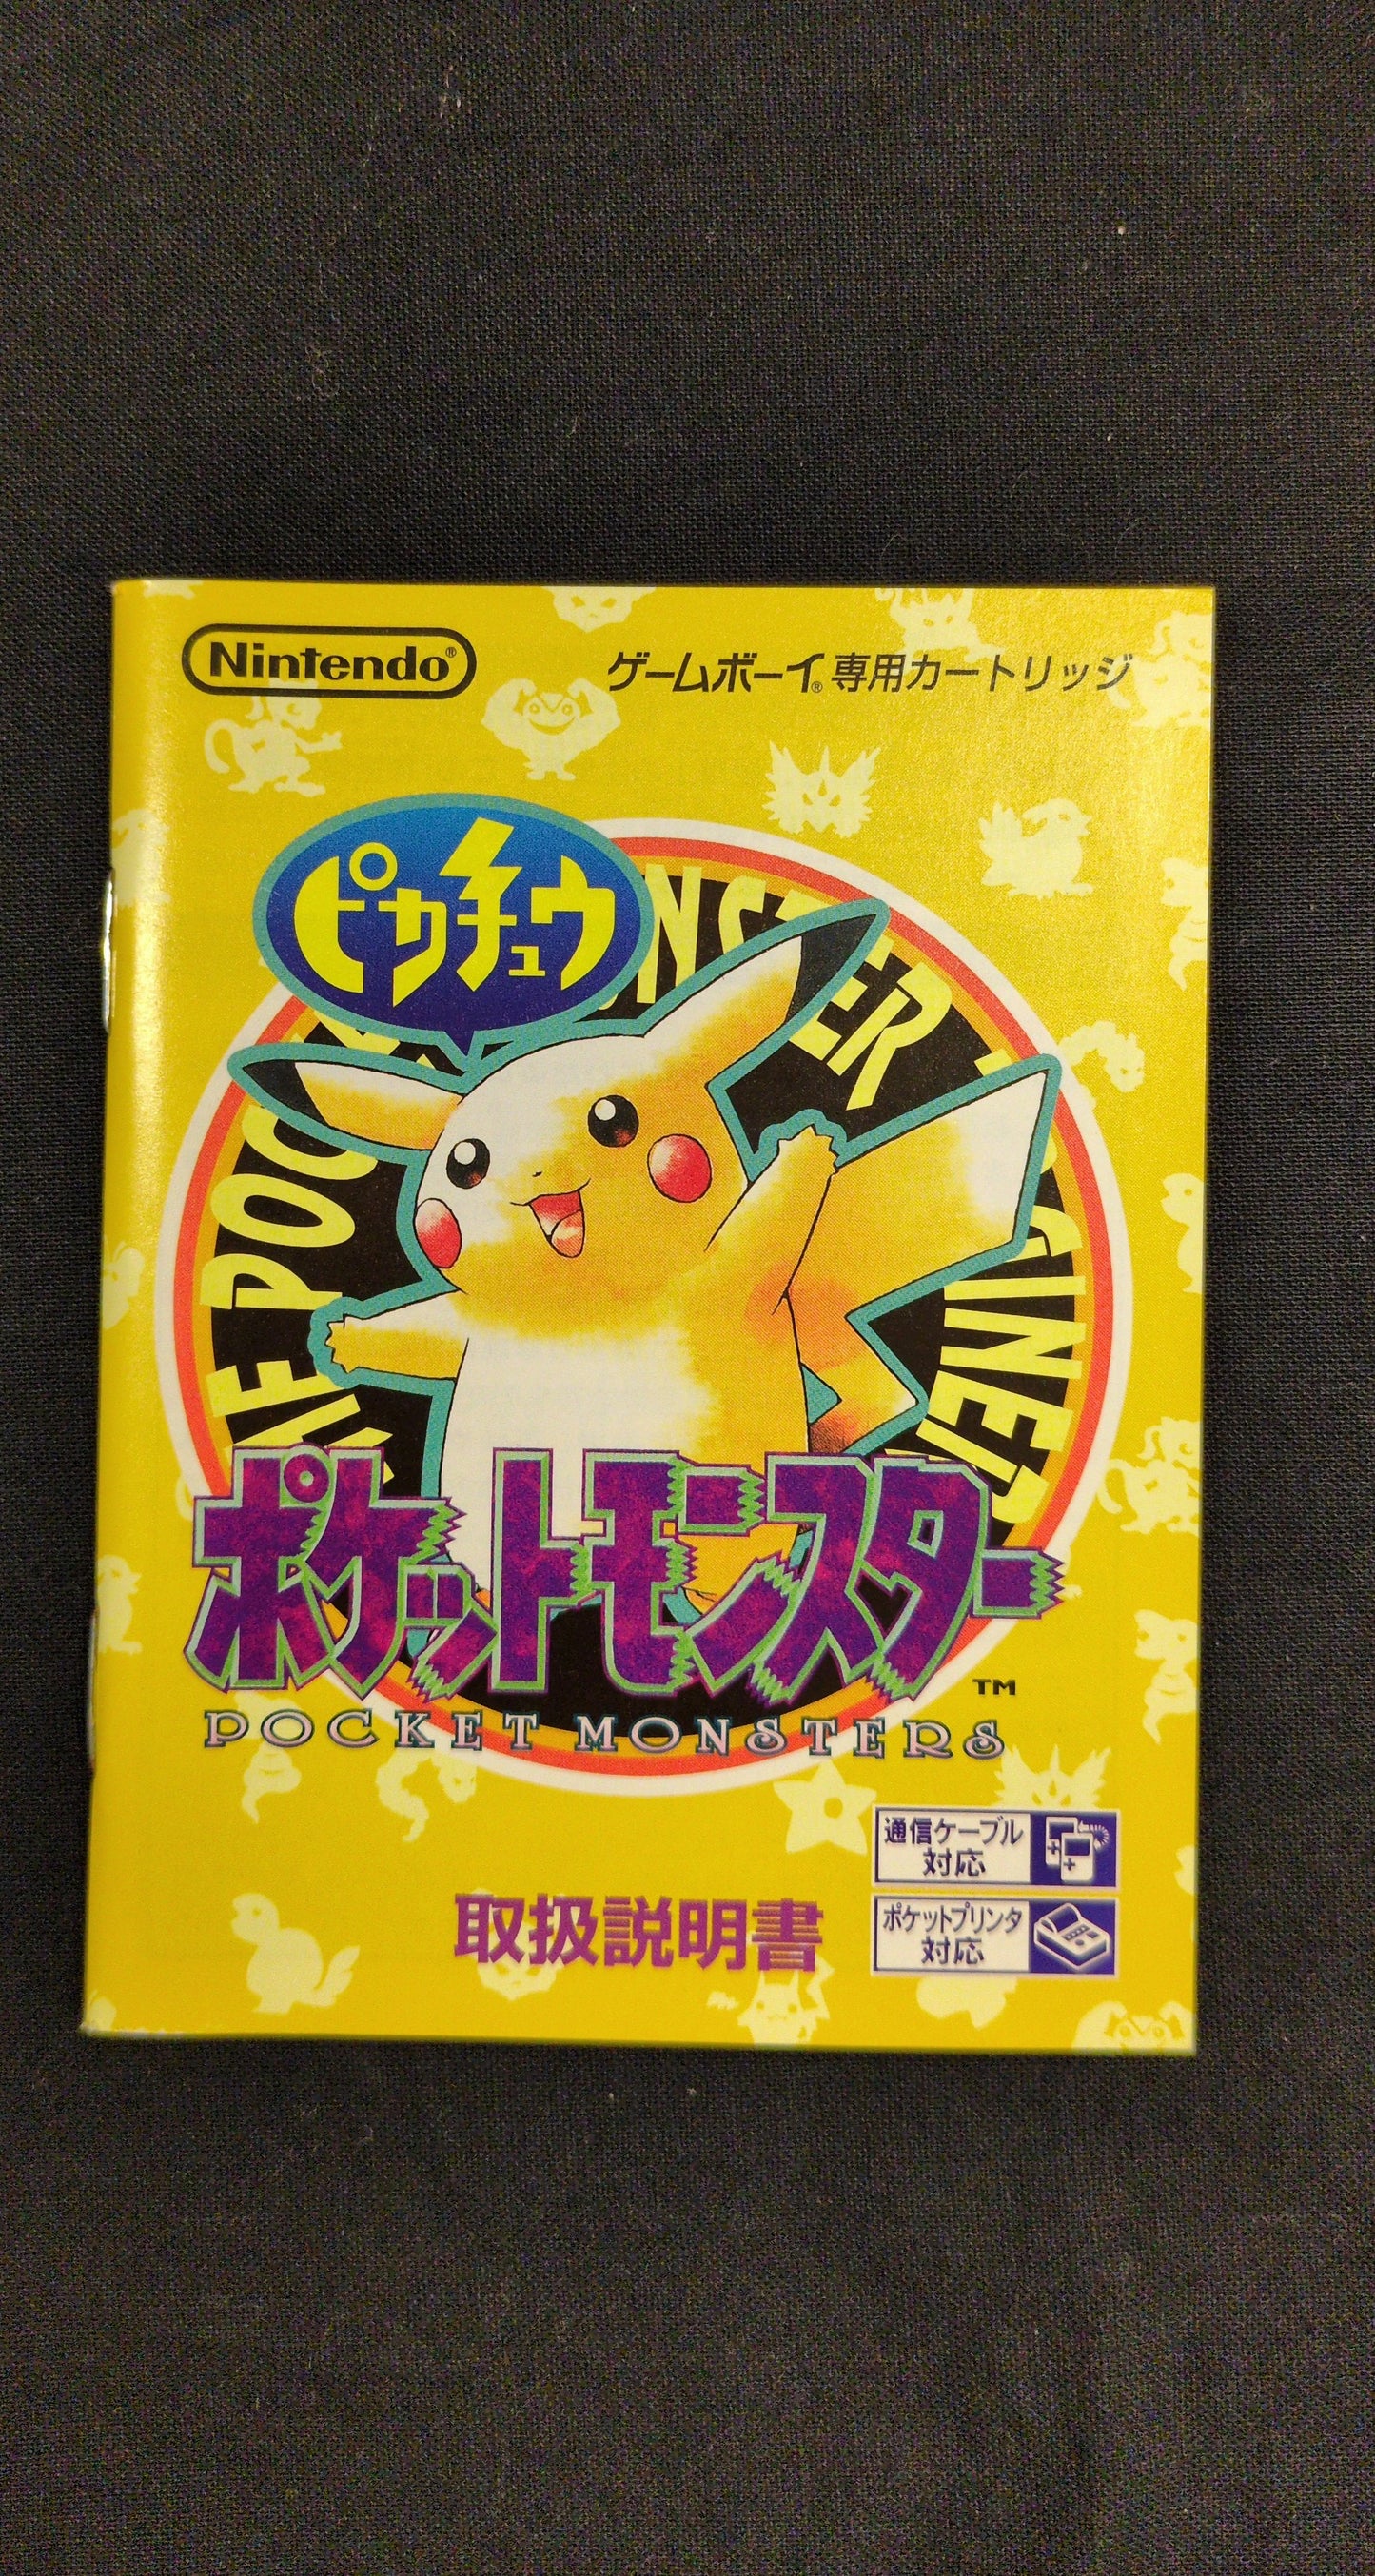 Nintendo®
ゲームボーイ®専用カートリッジ
ピカチュウ
ポケットモンスター
TM
POCKET MONSTERS
通信ケーブル
対応
取扱説明書
ポケットプリンタ
対応